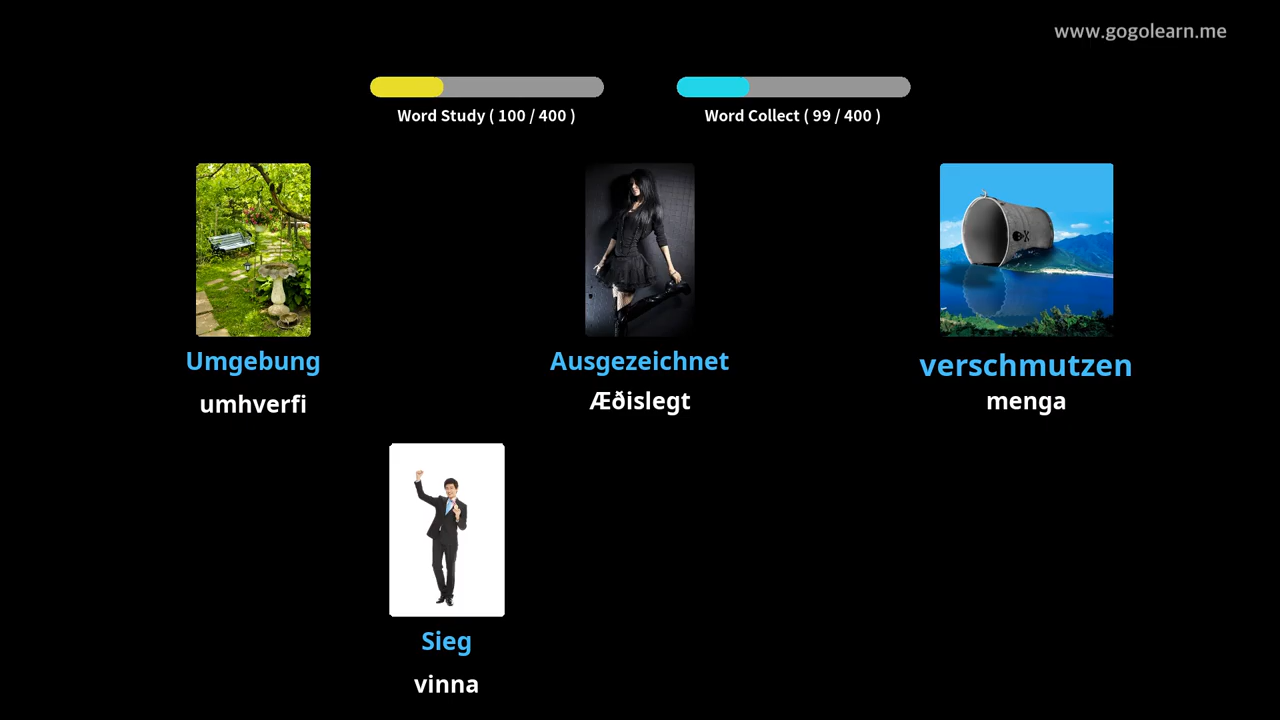 www.gogolearn.me
Word Study ( 100 / 400 )
Word Collect ( 99 / 400 )
Umgebung
umhverfi
Ausgezeichnet
Æðislegt
verschmutzen
menga
Sieg
vinna